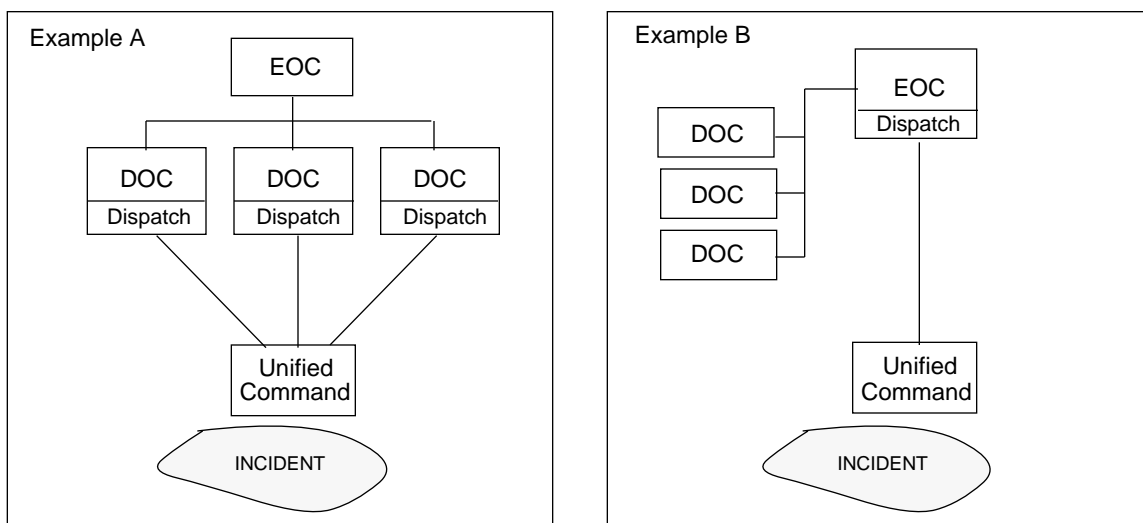 Example A
EOC
DOC
Dispatch
DOC
Dispatch
DOC
Dispatch
Unified
Command
INCIDENT
Example B
EOC
Dispatch
DOC
DOC
DOC
Unified
Command
INCIDENT